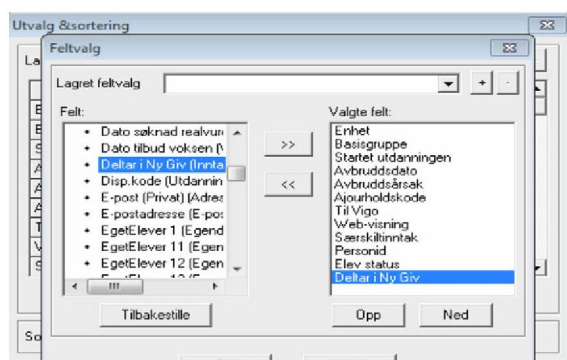 Utvalg &sortering
Feltvalg
La
Lagret feltvalg
+
-
Felt:
Valgte felt:
Dato søknad realvur
Dato tilbud voksen (V
Deltar i Ny Giv (Innta
Disp.kode (Utdannin
E-post (Privat) (Adres
E-postadresse (E-pos
EgetElever 1 (Egend
EgetElever 11 (Egen
EgetElever 12 (Egen
>>
<<
Enhet
Basisgruppe
Startet utdanningen
Avbruddsdato
Avbruddsårsak
Ajourholdskode
Til Vigo
Web-visning
Særskiltinntak
Personid
Elev status
Deltar i Ny Giv
Tilbakestille
Opp
Ned
So